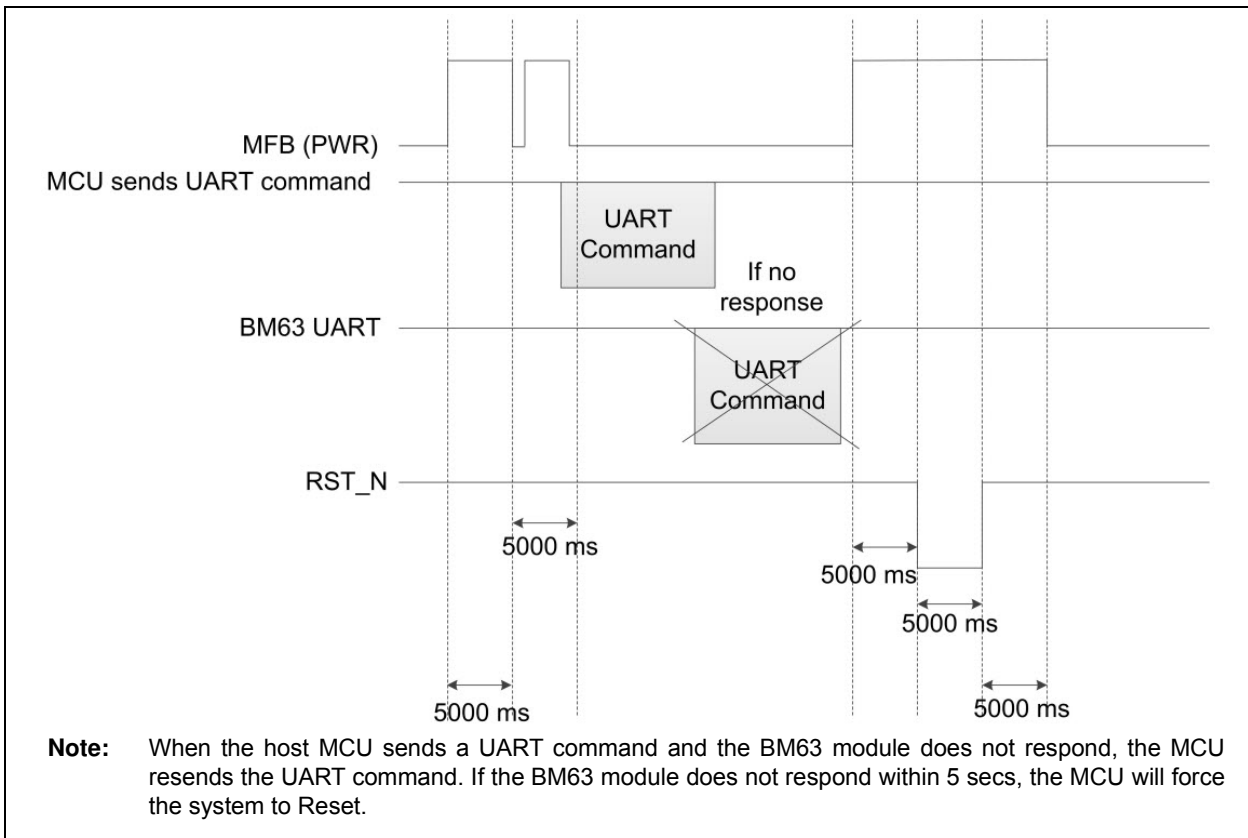 MFB (PWR)
MCU sends UART command
UART
Command
If no
response
BM63 UART
UART
Command
RST_N
5000 ms
5000 ms
5000 ms
5000 ms
5000 ms
Note: When the host MCU sends a UART command and the BM63 module does not respond, the MCU
resends the UART command. If the BM63 module does not respond within 5 secs, the MCU will force
the system to Reset.